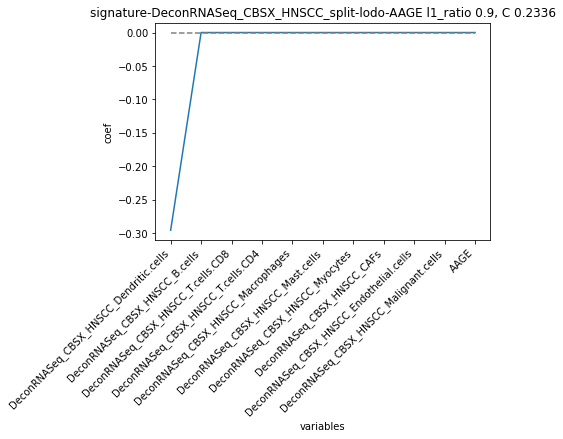 signature-DeconRNASeq_CBSX_HNSCC_split-lodo-AAGE l1_ratio 0.9, C 0.2336
0.00
−0.05
−0.10
−0.15
−0.20
−0.25
−0.30
coef
DeconRNASeq_CBSX_HNSCC_Dendritic.cells
DeconRNASeq_CBSX_HNSCC_B.cells
DeconRNASeq_CBSX_HNSCC_T.cells.CD8
DeconRNASeq_CBSX_HNSCC_T.cells.CD4
DeconRNASeq_CBSX_HNSCC_Macrophages
DeconRNASeq_CBSX_HNSCC_Mast.cells
DeconRNASeq_CBSX_HNSCC_Myocytes
DeconRNASeq_CBSX_HNSCC_CAFs
DeconRNASeq_CBSX_HNSCC_Endothelial.cells
DeconRNASeq_CBSX_HNSCC_Malignant.cells
AAGE
variables